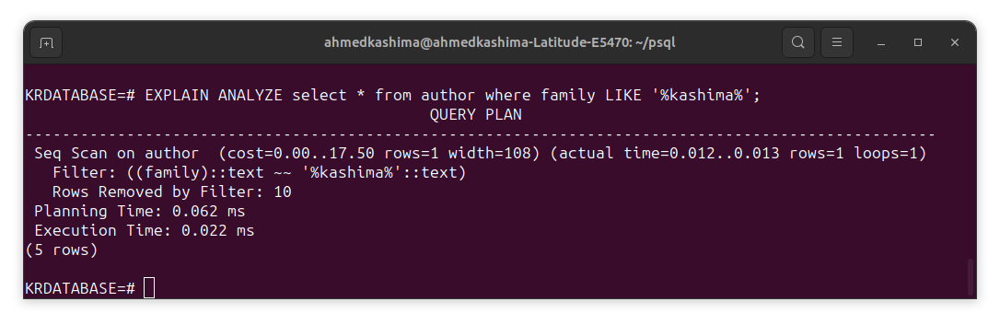 ahmedkashima@ahmedkashima-Latitude-E5470: ~/psql
KRDATABASE=# EXPLAIN ANALYZE select * from author where family LIKE '%kashima%';
QUERY PLAN
----------------------------------------------------------------------------------------------------
Seq Scan on author  (cost=0.00..17.50 rows=1 width=108) (actual time=0.012..0.013 rows=1 loops=1)
Filter: ((family)::text ~~ '%kashima%'::text)
Rows Removed by Filter: 10
Planning Time: 0.062 ms
Execution Time: 0.022 ms
(5 rows)
KRDATABASE=#